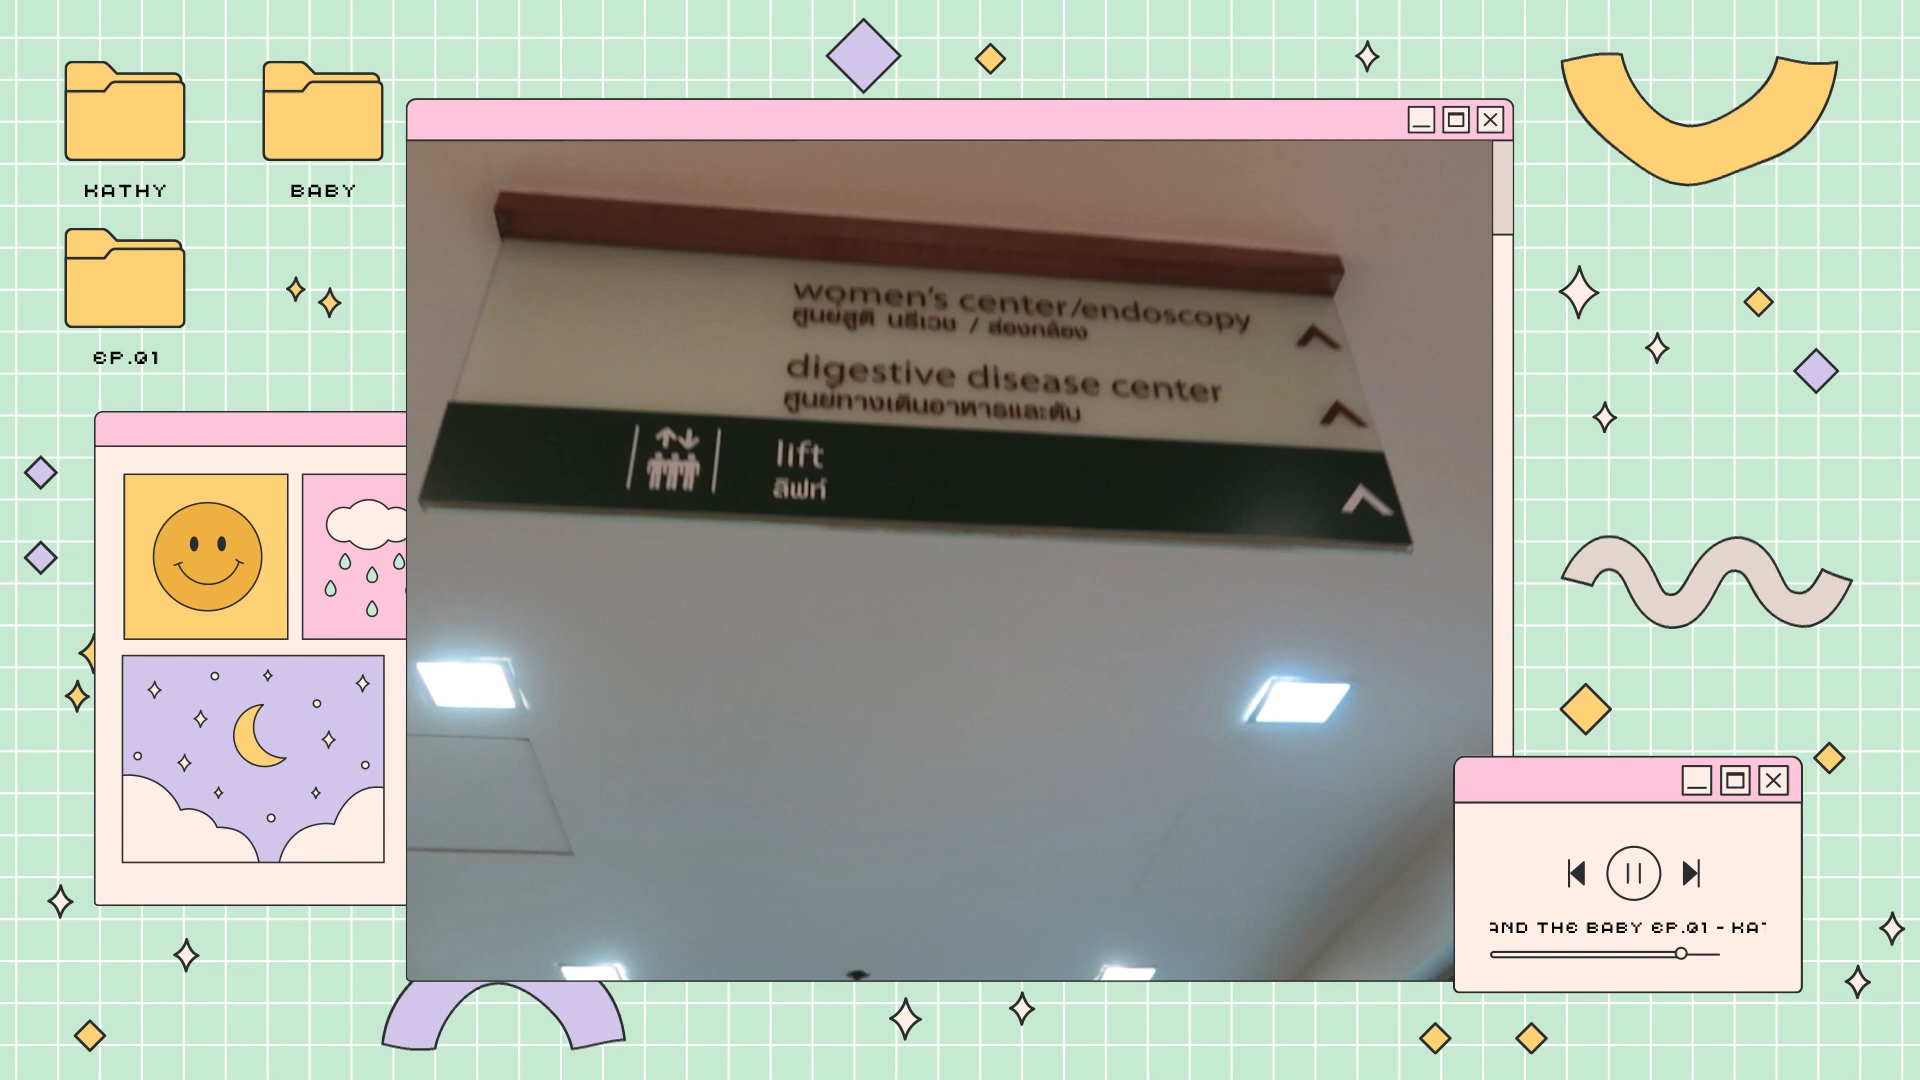 KATHY
BABY
EP.01
women's center/endoscopy
ศูนย์สูติ นรีเวช / ส่องกล้อง
digestive disease center
ศูนย์ทางเดินอาหารและตับ
lift
ลิฟท์
AND THE BABY EP.01 - KAT